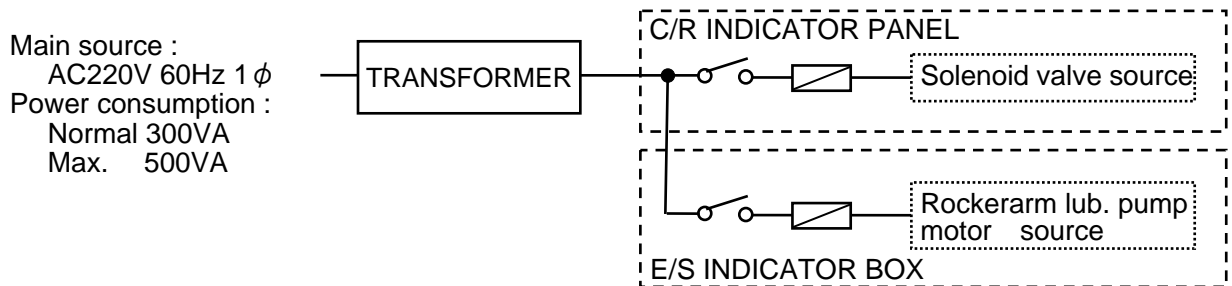 Main source :
AC220V 60Hz 1φ
Power consumption :
Normal 300VA
Max. 500VA
TRANSFORMER
C/R INDICATOR PANEL
Solenoid valve source
Rockerarm lub. pump
motor source
E/S INDICATOR BOX